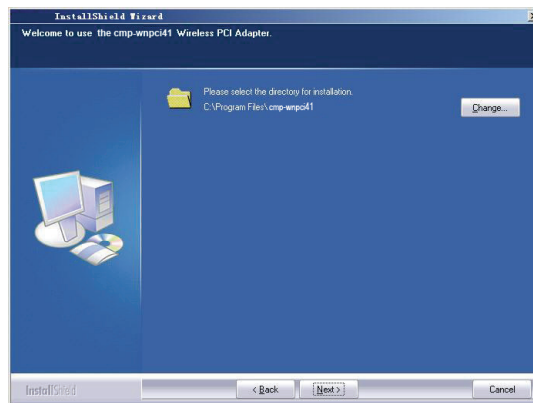 InstallShield Wizard
Welcome to use the cmp-wnpci41 Wireless PCI Adapter.
Please select the directory for installation.
C:\Program Files\cmp-wnpci41
Change...
InstallShield
< Back
Next >
Cancel